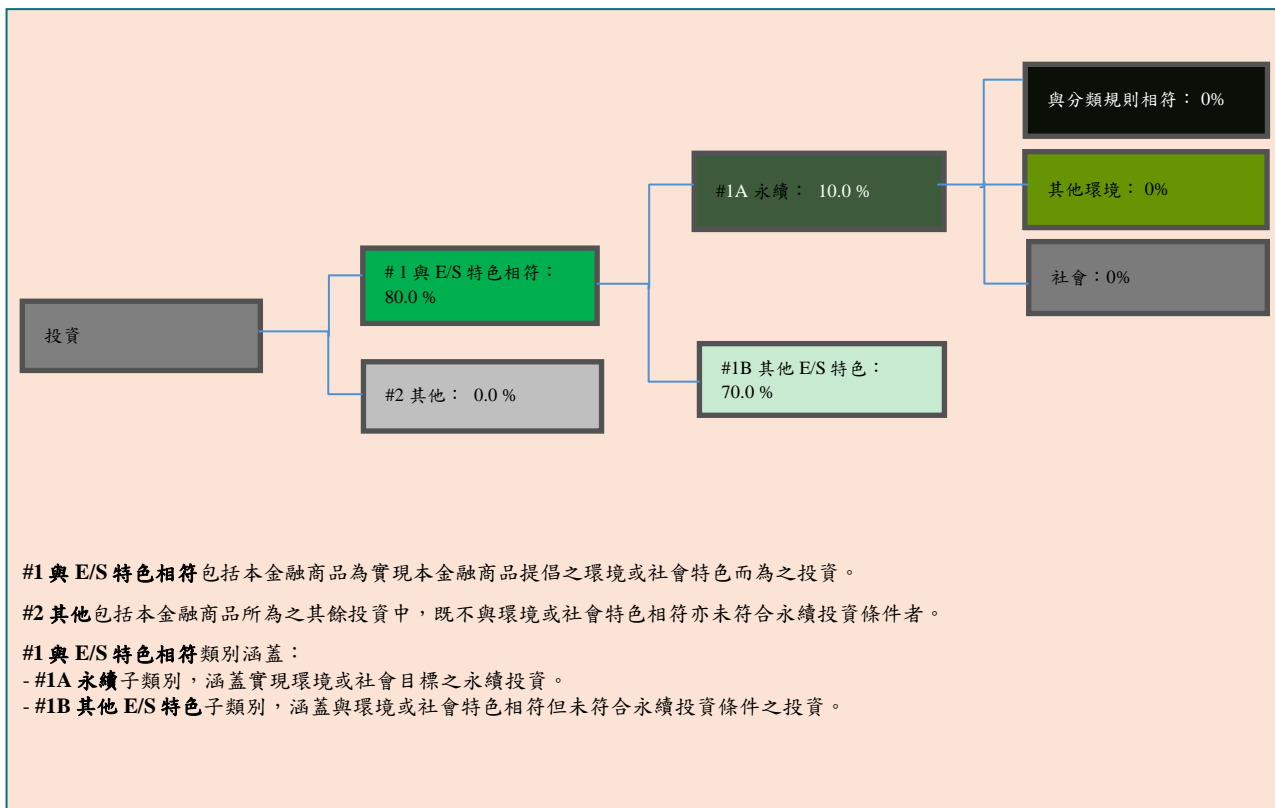 與分類規則相符：0%
#1A 永續： 10.0 %
其他環境：0%
# 1 與 E/S 特色相符：
80.0 %
社會：0%
投資
#1B 其他 E/S 特色：
70.0 %
#2 其他： 0.0 %
#1 與 E/S 特色相符包括本金融商品為實現本金融商品提倡之環境或社會特色而為之投資。
#2 其他包括本金融商品所為之其餘投資中，既不與環境或社會特色相符亦未符合永續投資條件者。
#1 與 E/S 特色相符類別涵蓋：
- #1A 永續子類別，涵蓋實現環境或社會目標之永續投資。
- #1B 其他 E/S 特色子類別，涵蓋與環境或社會特色相符但未符合永續投資條件之投資。